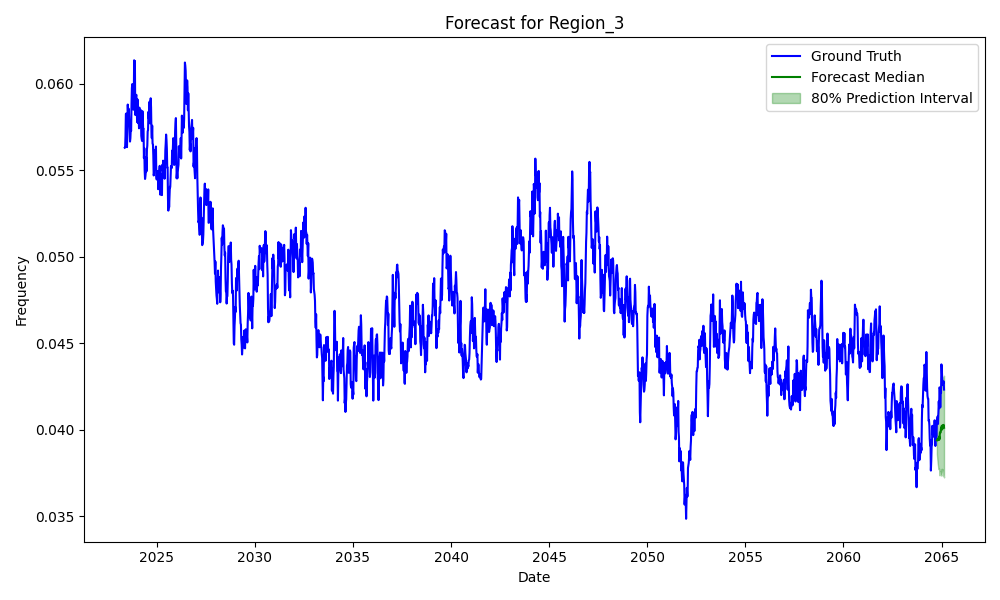 Forecast for Region_3
Ground Truth
Forecast Median
80% Prediction Interval
Frequency
0.060
0.055
0.050
0.045
0.040
0.035
2025
2030
2035
2040
2045
2050
2055
2060
2065
Date